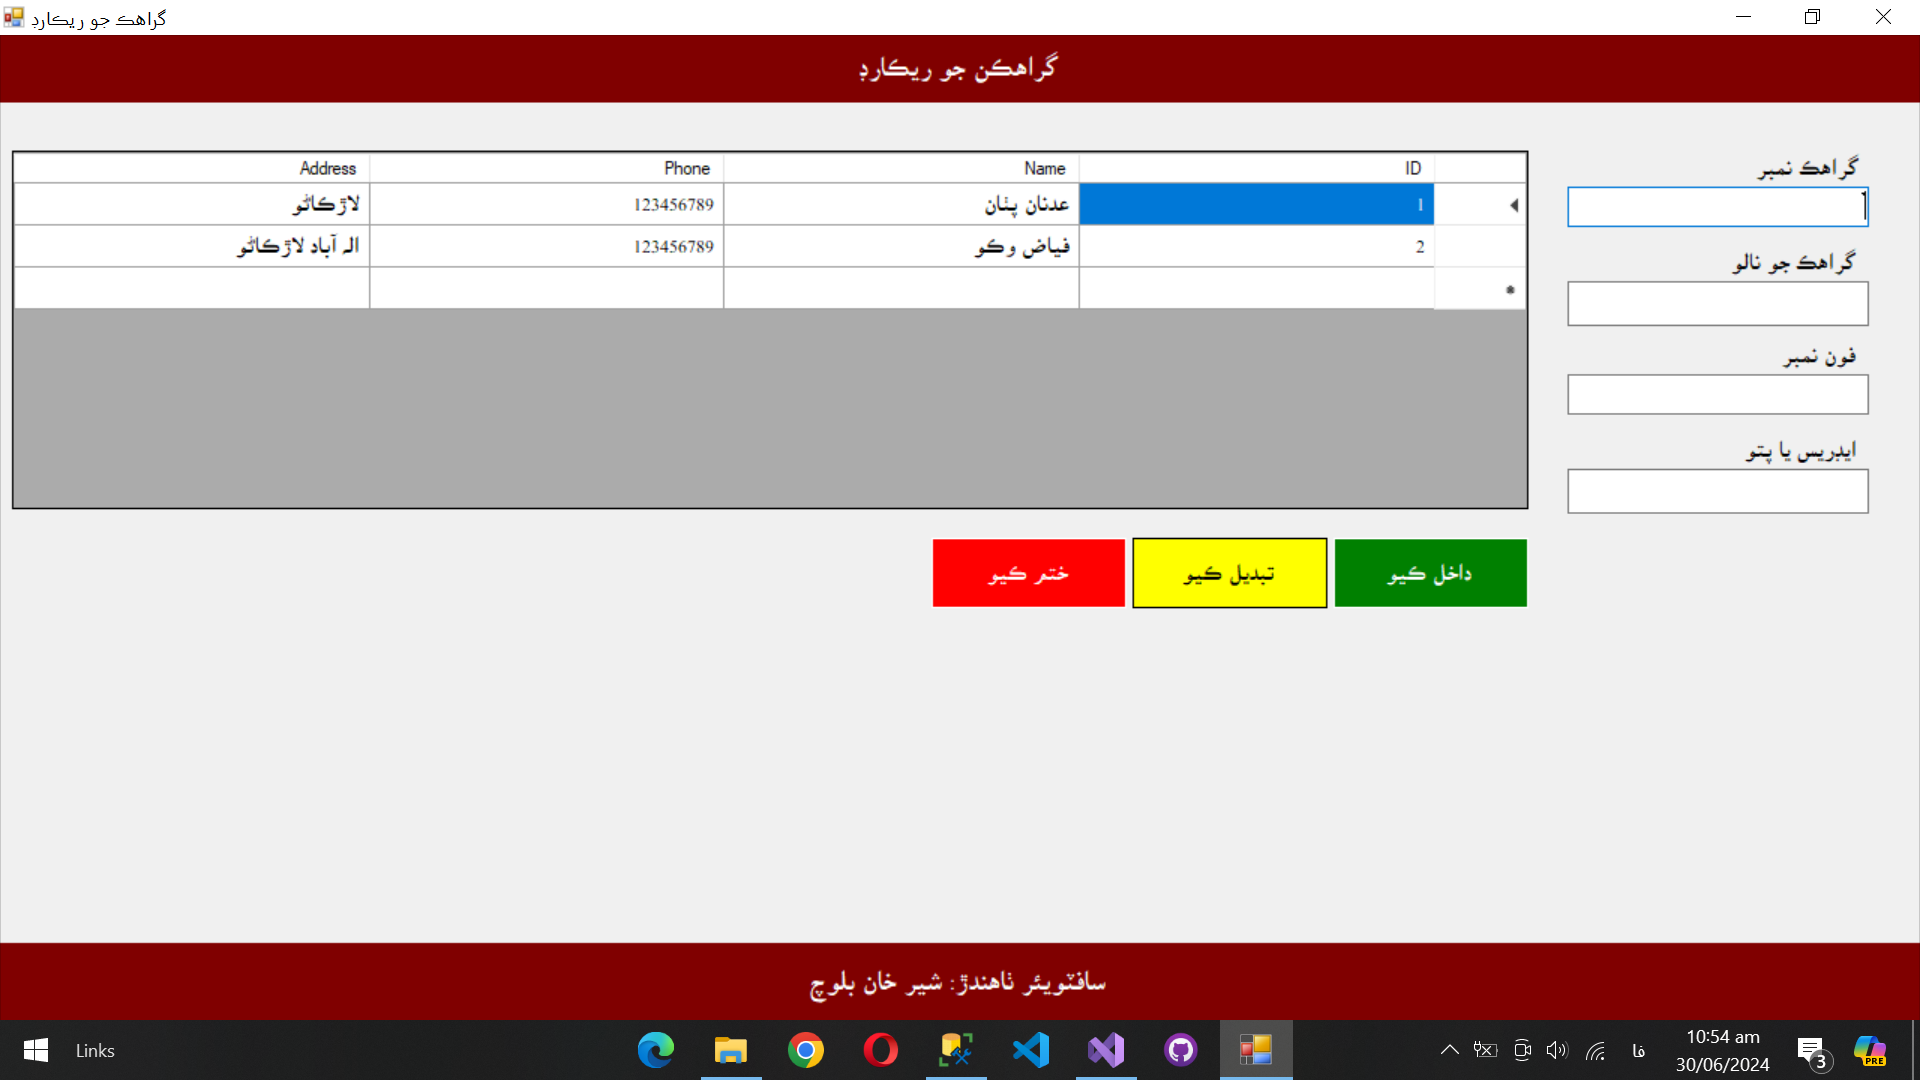 گراهڪ جو ريڪارڊ
گراهڪن جو ريڪارڊ
ID Name Phone Address
1 عدنان پٺان 123456789 لاڙڪاڻو
2 فياض وڪو 123456789 الہ آباد لاڙڪاڻو
گراهڪ نمبر
گراهڪ جو نالو
فون نمبر
ايڊريس يا پتو
داخل ڪيو
تبديل ڪيو
ختم ڪيو
سافٽويئر ٺاهندڙ: شير خان بلوچ
Links
فا
10:54 am
30/06/2024
3
PRE